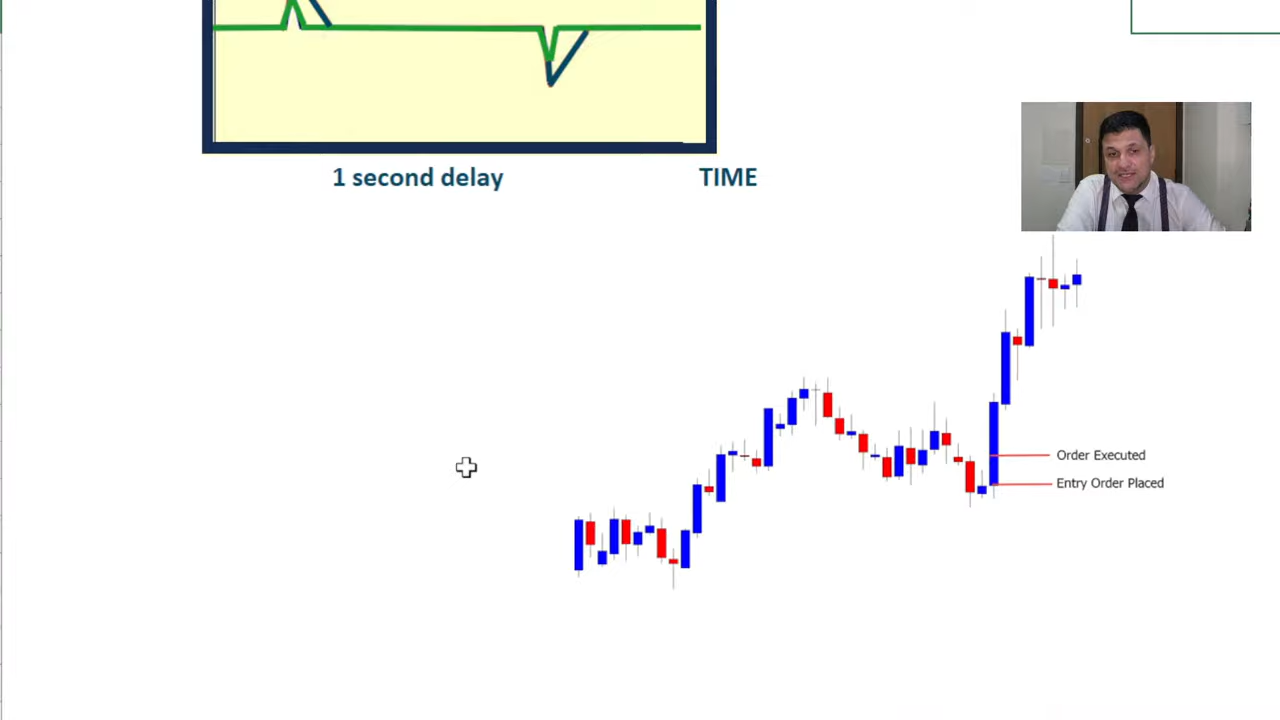 1 second delay
TIME
Order Executed
Entry Order Placed